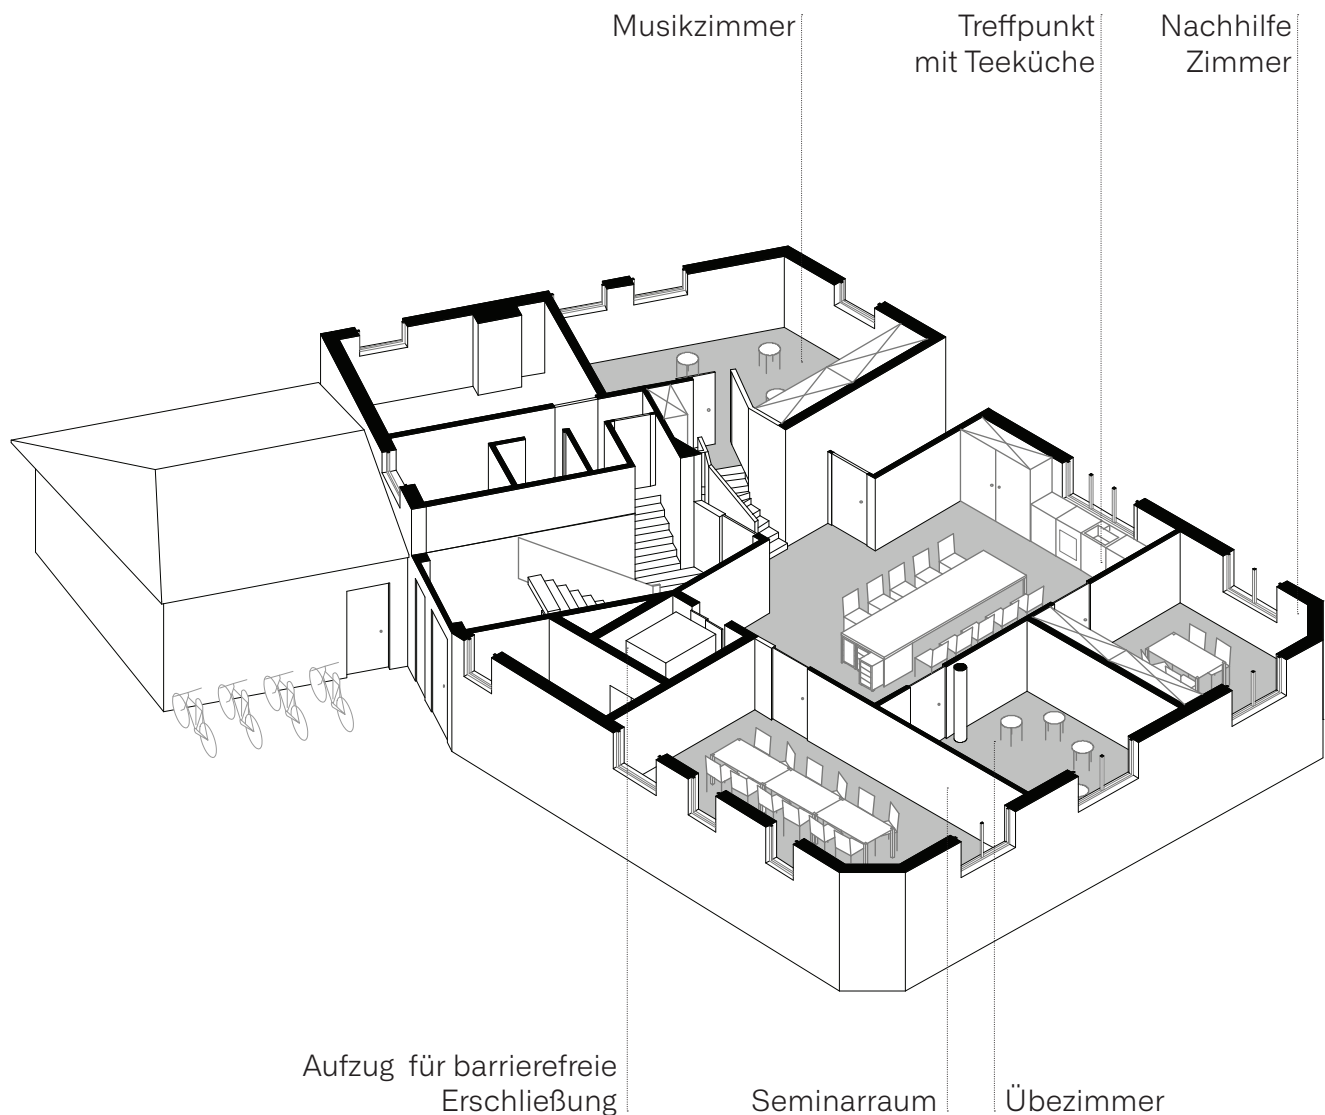 Musikzimmer
Treffpunkt
mit Teeküche
Nachhilfe
Zimmer
Aufzug für barrierefreie
Erschließung
Seminarraum
Übezimmer